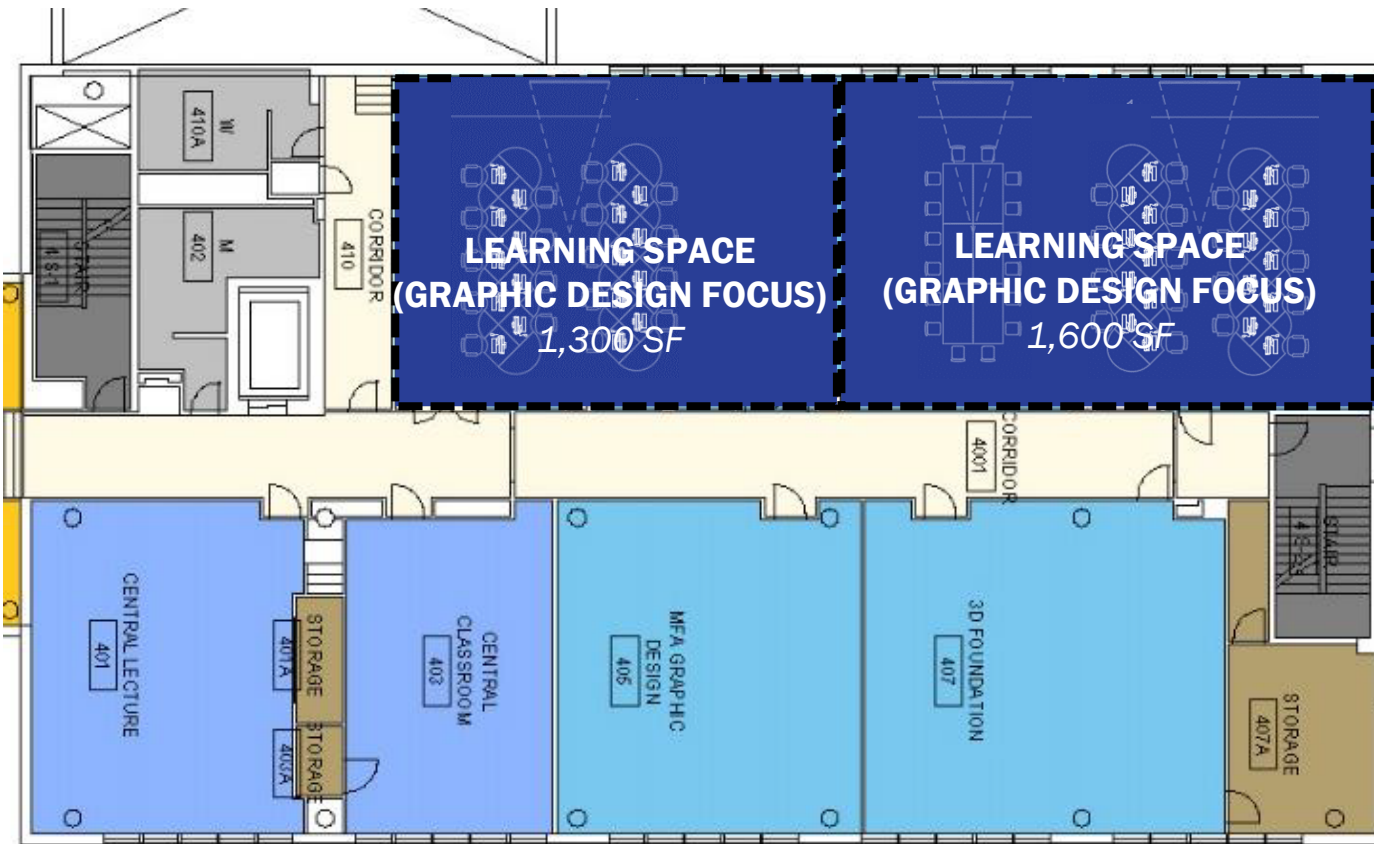 W
410A
M
402
STAIR
4-S-1
CORRIDOR
410
LEARNING SPACE
(GRAPHIC DESIGN FOCUS)
1,300 SF
LEARNING SPACE
(GRAPHIC DESIGN FOCUS)
1,600 SF
CORRIDOR
4001
STAIR
CENTRAL LECTURE
401
STORAGE
401A
STORAGE
403A
CENTRAL
CLASSROOM
403
MFA GRAPHIC
DESIGN
405
3D FOUNDATION
407
STORAGE
407A